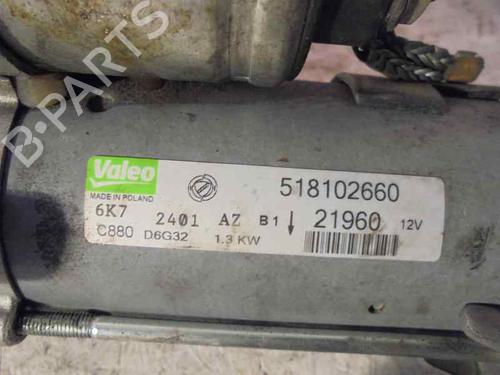 B-PARTS
Valeo
MADE IN POLAND
518102660
6K7 2401 AZ B1 21960 12V
C880 D6G32 1.3 KW